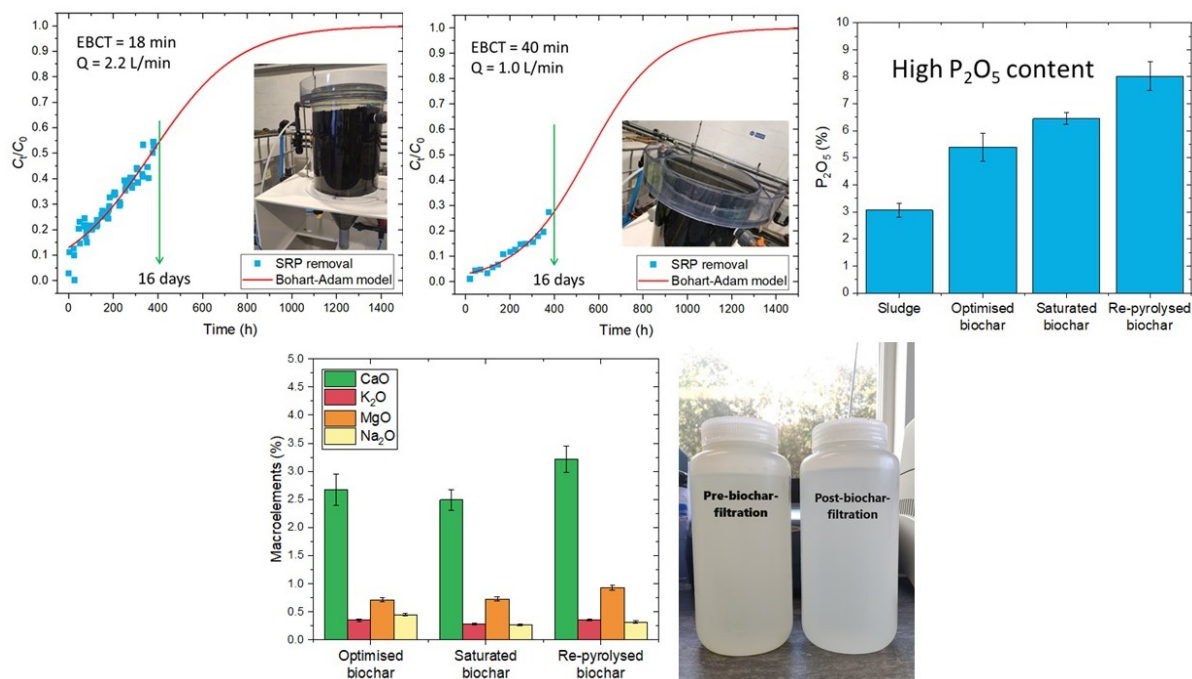 EBCT = 18 min
Q = 2.2 L/min
Cₜ/C₀
1.0
0.9
0.8
0.7
0.6
0.5
0.4
0.3
0.2
0.1
0.0
16 days
SRP removal
Bohart-Adam model
0 200 400 600 800 1000 1200 1400
Time (h)
EBCT = 40 min
Q = 1.0 L/min
Cₜ/C₀
1.0
0.9
0.8
0.7
0.6
0.5
0.4
0.3
0.2
0.1
0.0
16 days
SRP removal
Bohart-Adam model
0 200 400 600 800 1000 1200 1400
Time (h)
High P₂O₅ content
P₂O₅ (%)
10
9
8
7
6
5
4
3
2
1
0
Sludge Optimised Saturated Re-pyrolysed
biochar biochar biochar
Macroelements (%)
5.0
4.5
4.0
3.5
3.0
2.5
2.0
1.5
1.0
0.5
0.0
CaO
K₂O
MgO
Na₂O
Optimised Saturated Re-pyrolysed
biochar biochar biochar
Pre-biochar-
filtration
Post-biochar-
filtration